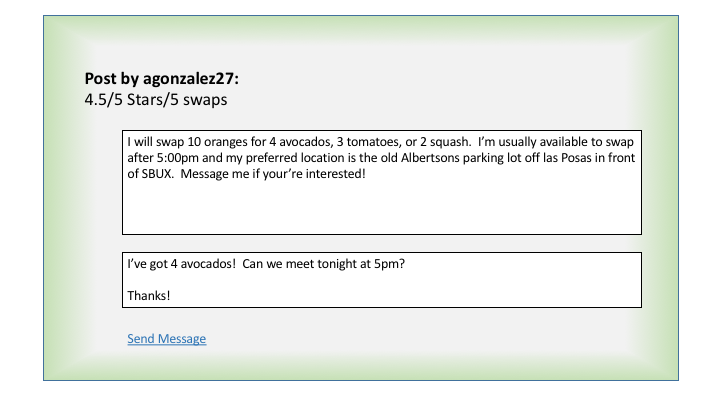 Post by agonzalez27:
4.5/5 Stars/5 swaps
I will swap 10 oranges for 4 avocados, 3 tomatoes, or 2 squash.  I’m usually available to swap
after 5:00pm and my preferred location is the old Albertsons parking lot off las Posas in front
of SBUX.  Message me if your’re interested!
I’ve got 4 avocados!  Can we meet tonight at 5pm?
Thanks!
Send Message